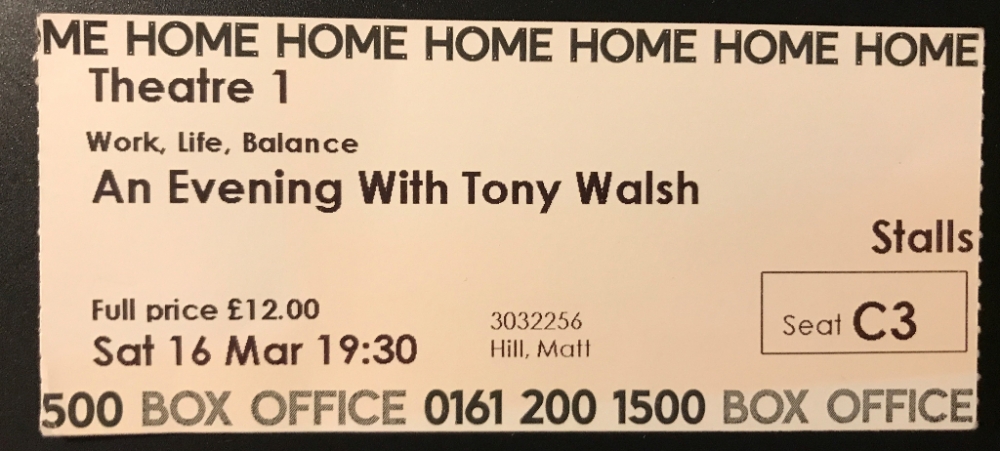 ME HOME HOME HOME HOME HOME HOME
Theatre 1
Work, Life, Balance
An Evening With Tony Walsh
Stalls
Full price £12.00
3032256
Seat C3
Sat 16 Mar 19:30
Hill, Matt
500 BOX OFFICE 0161 200 1500 BOX OFFICE